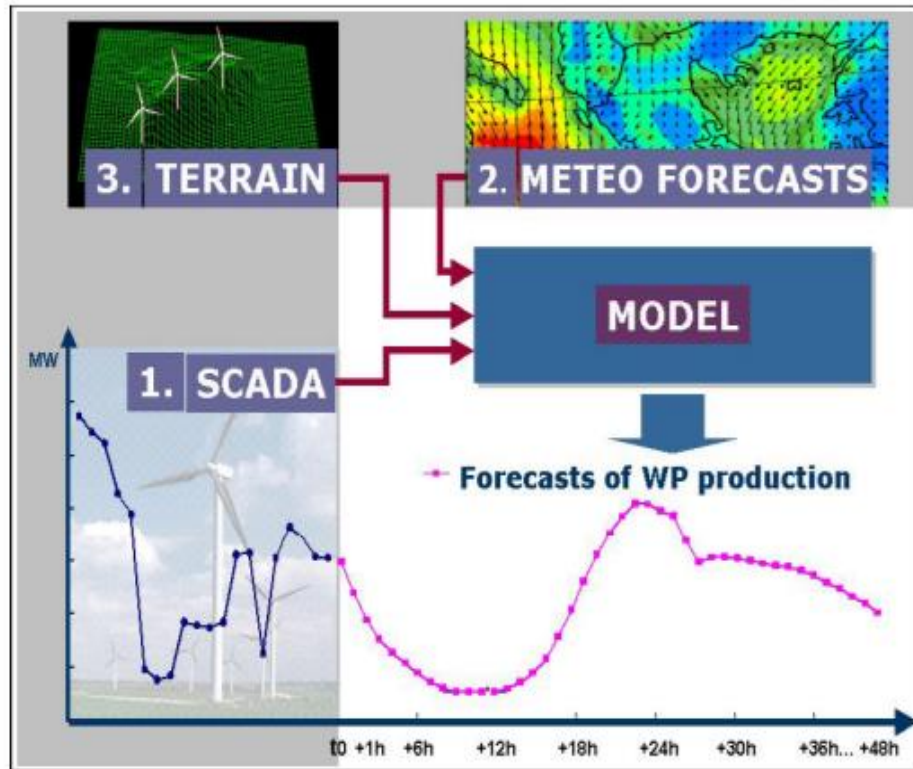 3. TERRAIN
2. METEO FORECASTS
MODEL
MW
1. SCADA
Forecasts of WP production
t0 +1h +6h +12h +18h +24h +30h +36h... +48h